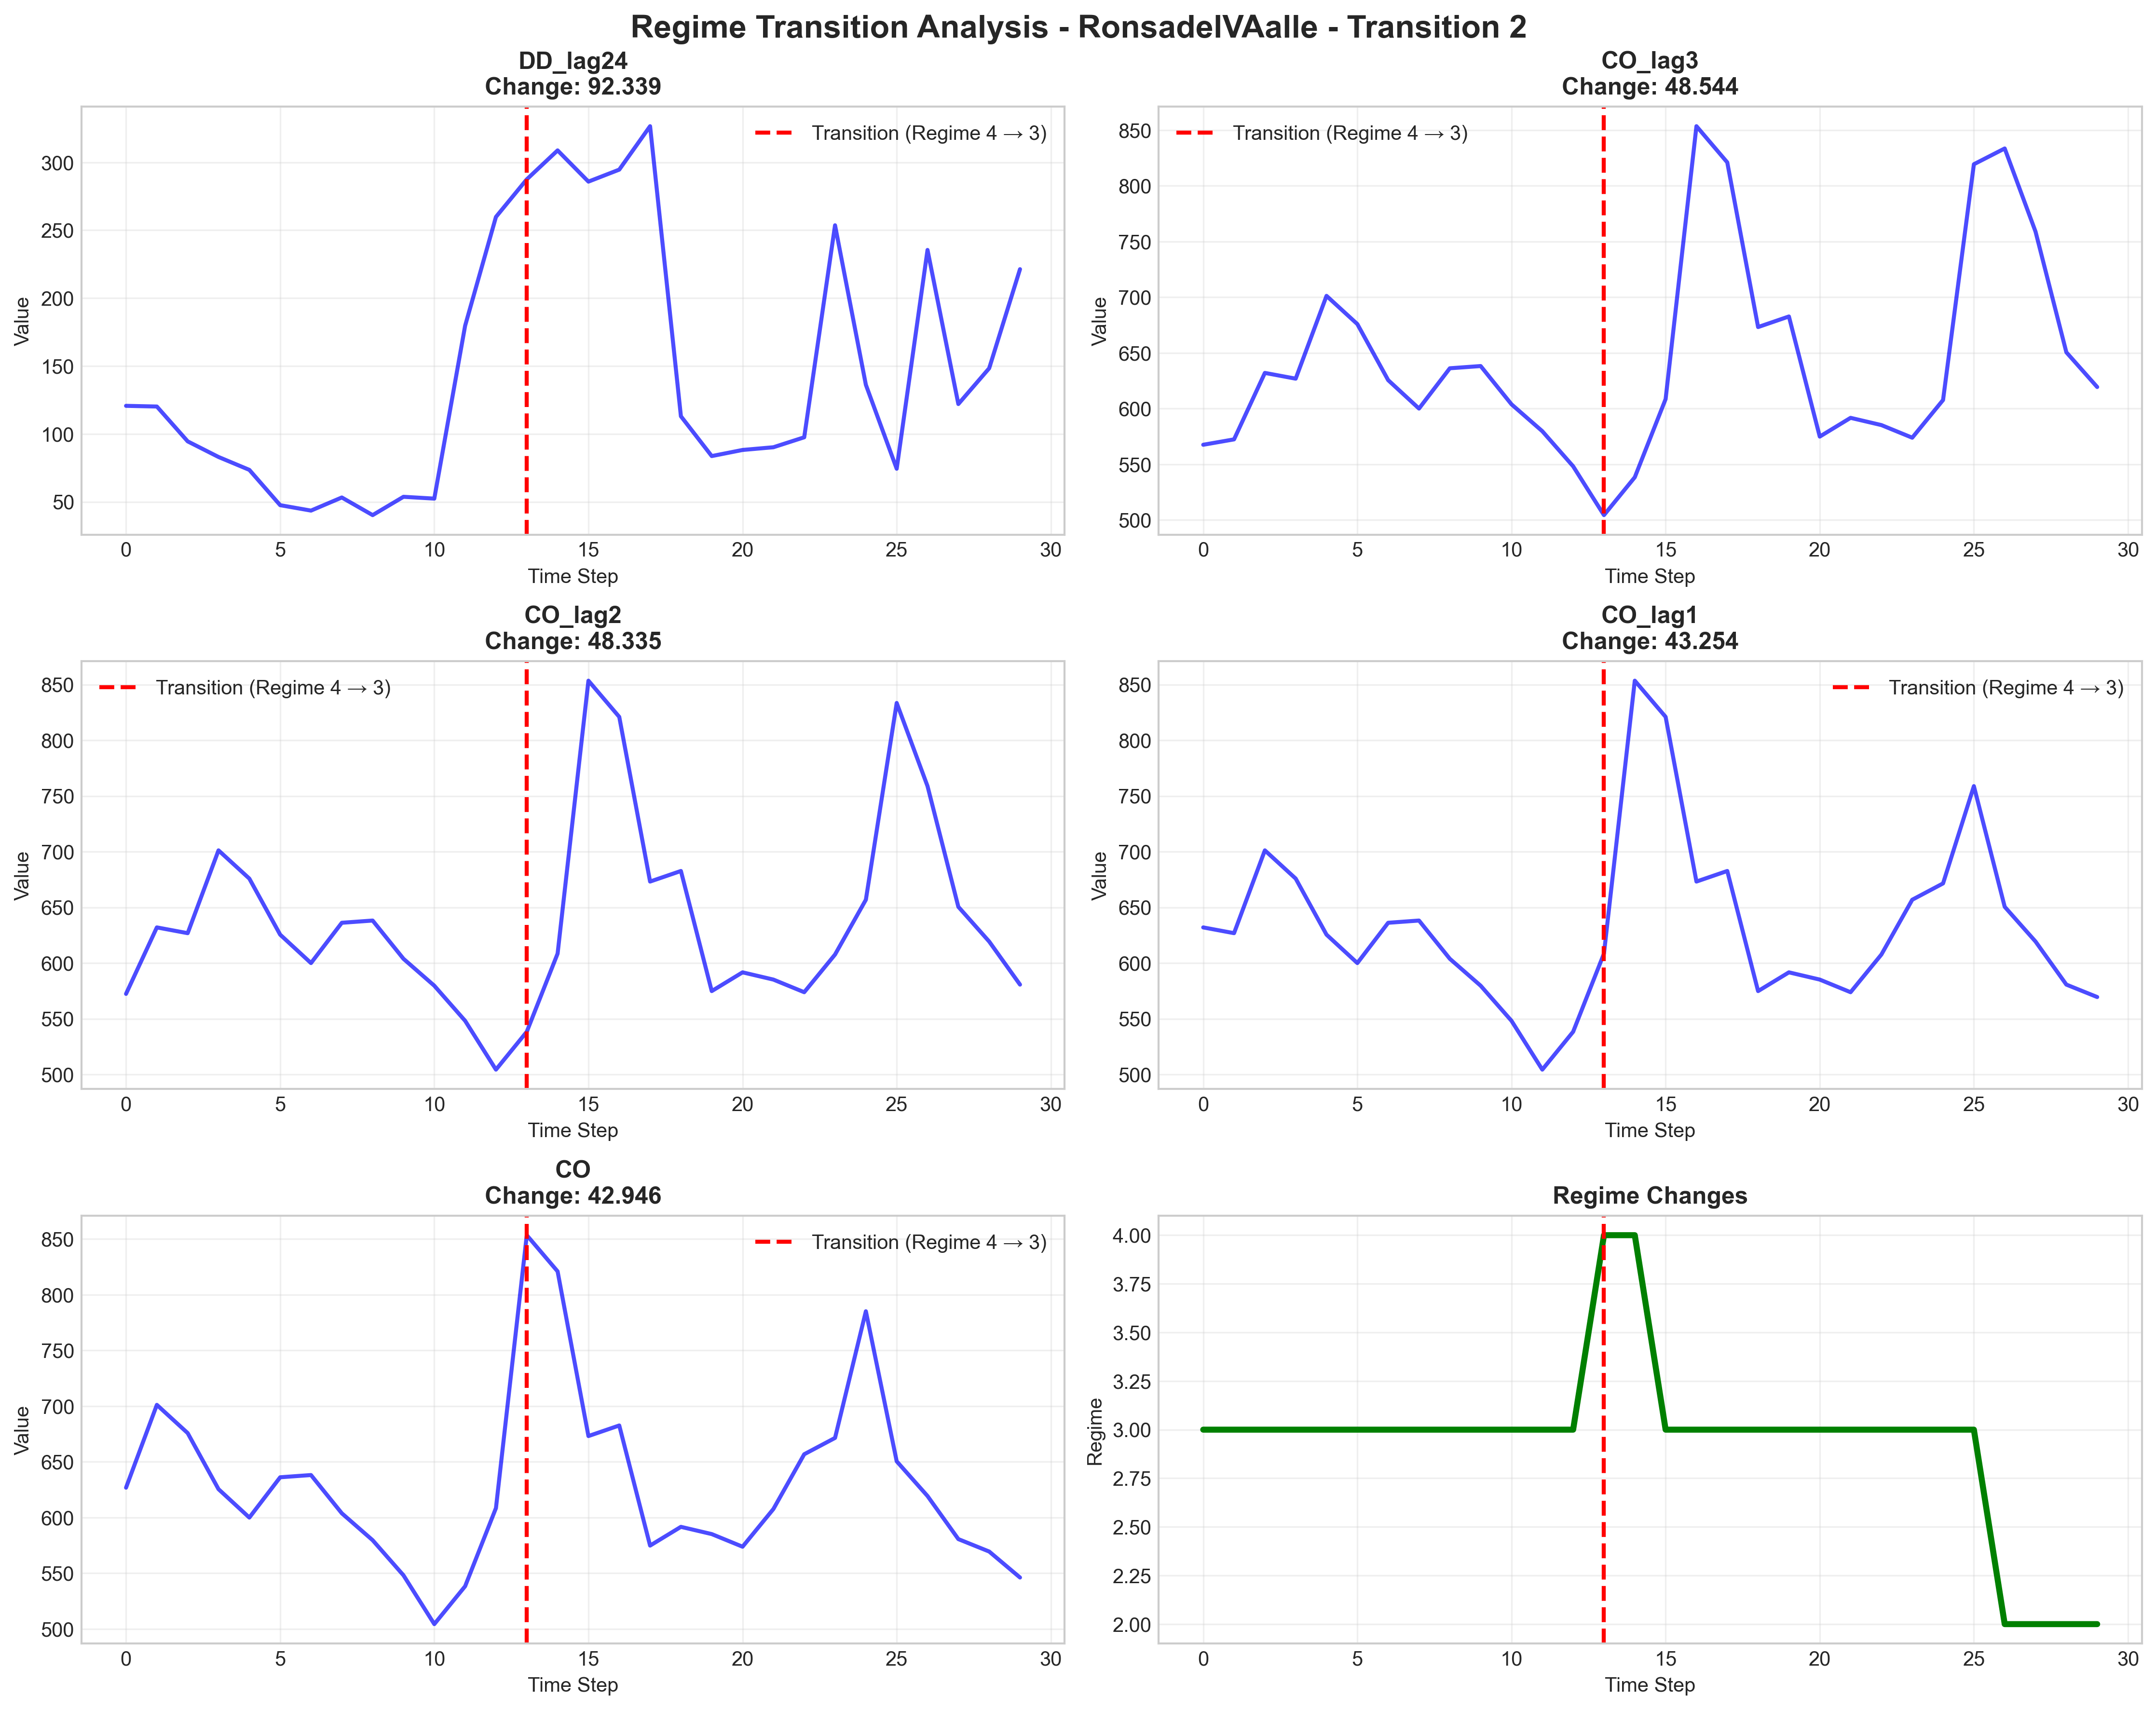 Regime Transition Analysis - RonsadelVAalle - Transition 2
DD_lag24
Change: 92.339
Transition (Regime 4 → 3)
300
250
200
150
100
50
Value
0 5 10 15 20 25 30
Time Step
CO_lag3
Change: 48.544
Transition (Regime 4 → 3)
850
800
750
700
650
600
550
500
Value
0 5 10 15 20 25 30
Time Step
CO_lag2
Change: 48.335
Transition (Regime 4 → 3)
850
800
750
700
650
600
550
500
Value
0 5 10 15 20 25 30
Time Step
CO_lag1
Change: 43.254
Transition (Regime 4 → 3)
850
800
750
700
650
600
550
500
Value
0 5 10 15 20 25 30
Time Step
CO
Change: 42.946
Transition (Regime 4 → 3)
850
800
750
700
650
600
550
500
Value
0 5 10 15 20 25 30
Time Step
Regime Changes
4.00
3.75
3.50
3.25
3.00
2.75
2.50
2.25
2.00
Regime
0 5 10 15 20 25 30
Time Step